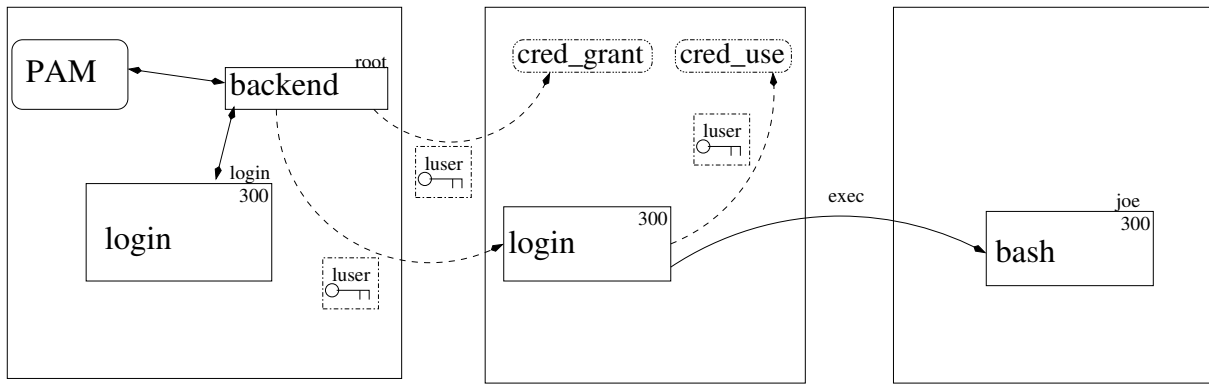 PAM
root
backend
login
300
login
luser
luser
cred_grant
cred_use
luser
300
login
exec
joe
300
bash